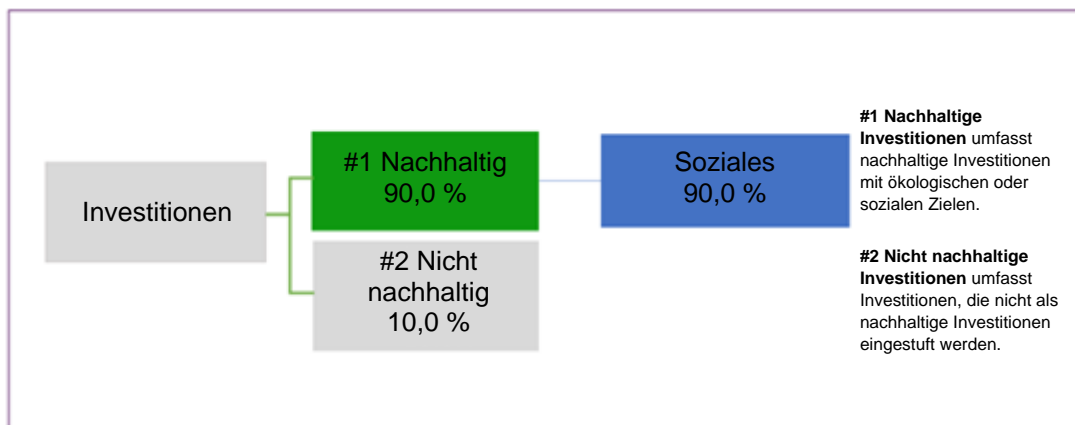 Investitionen
#1 Nachhaltig
90,0 %
#2 Nicht
nachhaltig
10,0 %
Soziales
90,0 %
#1 Nachhaltige
Investitionen umfasst
nachhaltige Investitionen
mit ökologischen oder
sozialen Zielen.
#2 Nicht nachhaltige
Investitionen umfasst
Investitionen, die nicht als
nachhaltige Investitionen
eingestuft werden.